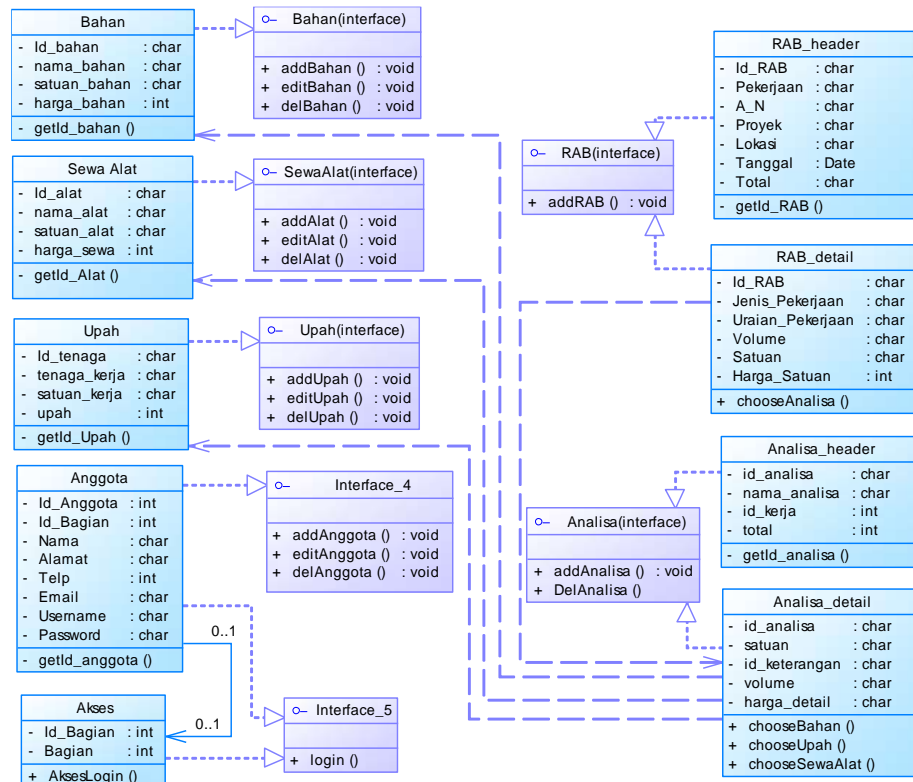 Bahan
- Id_bahan : char
- nama_bahan : char
- satuan_bahan : char
- harga_bahan : int
- getId_bahan ()
Bahan(interface)
+ addBahan () : void
+ editBahan () : void
+ delBahan () : void
Sewa Alat
- Id_alat : char
- nama_alat : char
- satuan_alat : char
- harga_sewa : int
- getId_Alat ()
SewaAlat(interface)
+ addAlat () : void
+ editAlat () : void
+ delAlat () : void
Upah
- Id_tenaga : char
- tenaga_kerja : char
- satuan_kerja : char
- upah : int
- getId_Upah ()
Upah(interface)
+ addUpah () : void
+ editUpah () : void
+ delUpah () : void
Anggota
- Id_Anggota : int
- Id_Bagian : int
- Nama : char
- Alamat : char
- Telp : int
- Email : char
- Username : char
- Password : char
- getId_anggota ()
Interface_4
+ addAnggota () : void
+ editAnggota () : void
+ delAnggota () : void
0..1
0..1
Akses
- Id_Bagian : int
- Bagian : int
+ AksesLogin ()
Interface_5
+ login ()
RAB_header
- Id_RAB : char
- Pekerjaan : char
- A_N : char
- Proyek : char
- Lokasi : char
- Tanggal : Date
- Total : char
- getId_RAB ()
RAB(interface)
+ addRAB () : void
RAB_detail
- Id_RAB : char
- Jenis_Pekerjaan : char
- Uraian_Pekerjaan : char
- Volume : char
- Satuan : char
- Harga_Satuan : int
+ chooseAnalisa ()
Analisa_header
- id_analisa : char
- nama_analisa : char
- id_kerja : int
- total : int
- getId_analisa ()
Analisa(interface)
+ addAnalisa () : void
+ DelAnalisa ()
Analisa_detail
- id_analisa : char
- satuan : char
- id_keterangan : char
- volume : char
- harga_detail : char
+ chooseBahan ()
+ chooseUpah ()
+ chooseSewaAlat ()